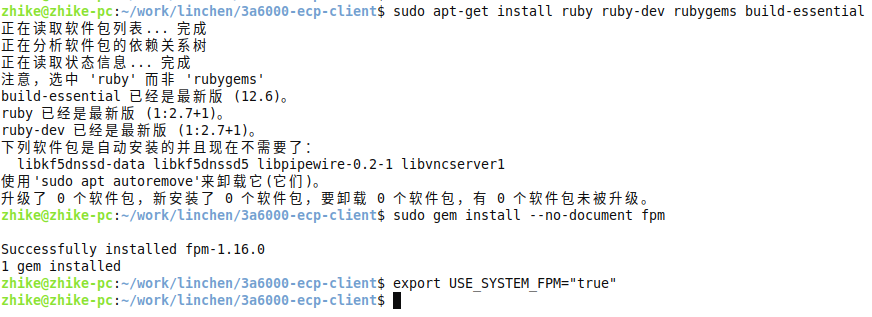 zhike@zhike-pc:~/work/linchen/3a6000-ecp-client$ sudo apt-get install ruby ruby-dev rubygems build-essential
正在读取软件包列表... 完成
正在分析软件包的依赖关系树
正在读取状态信息... 完成
注意，选中 'ruby' 而非 'rubygems'
build-essential 已经是最新版 (12.6)。
ruby 已经是最新版 (1:2.7+1)。
ruby-dev 已经是最新版 (1:2.7+1)。
下列软件包是自动安装的并且现在不需要了：
  libkf5dnssd-data libkf5dnssd5 libpipewire-0.2-1 libvncserver1
使用'sudo apt autoremove'来卸载它(它们)。
升级了 0 个软件包，新安装了 0 个软件包，要卸载 0 个软件包，有 0 个软件包未被升级。
zhike@zhike-pc:~/work/linchen/3a6000-ecp-client$ sudo gem install --no-document fpm
Successfully installed fpm-1.16.0
1 gem installed
zhike@zhike-pc:~/work/linchen/3a6000-ecp-client$ export USE_SYSTEM_FPM="true"
zhike@zhike-pc:~/work/linchen/3a6000-ecp-client$